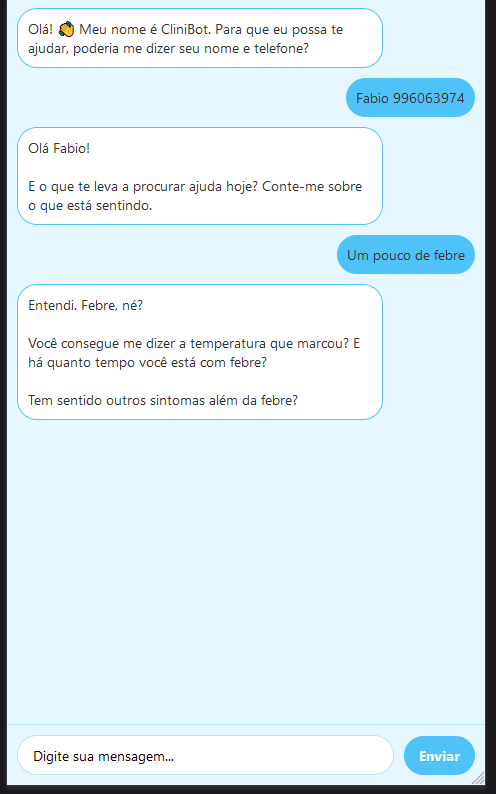 Olá! 👏 Meu nome é CliniBot. Para que eu possa te
ajudar, poderia me dizer seu nome e telefone?
Fabio 996063974
Olá Fabio!
E o que te leva a procurar ajuda hoje? Conte-me sobre
o que está sentindo.
Um pouco de febre
Entendi. Febre, né?
Você consegue me dizer a temperatura que marcou? E
há quanto tempo você está com febre?
Tem sentido outros sintomas além da febre?
Digite sua mensagem...
Enviar